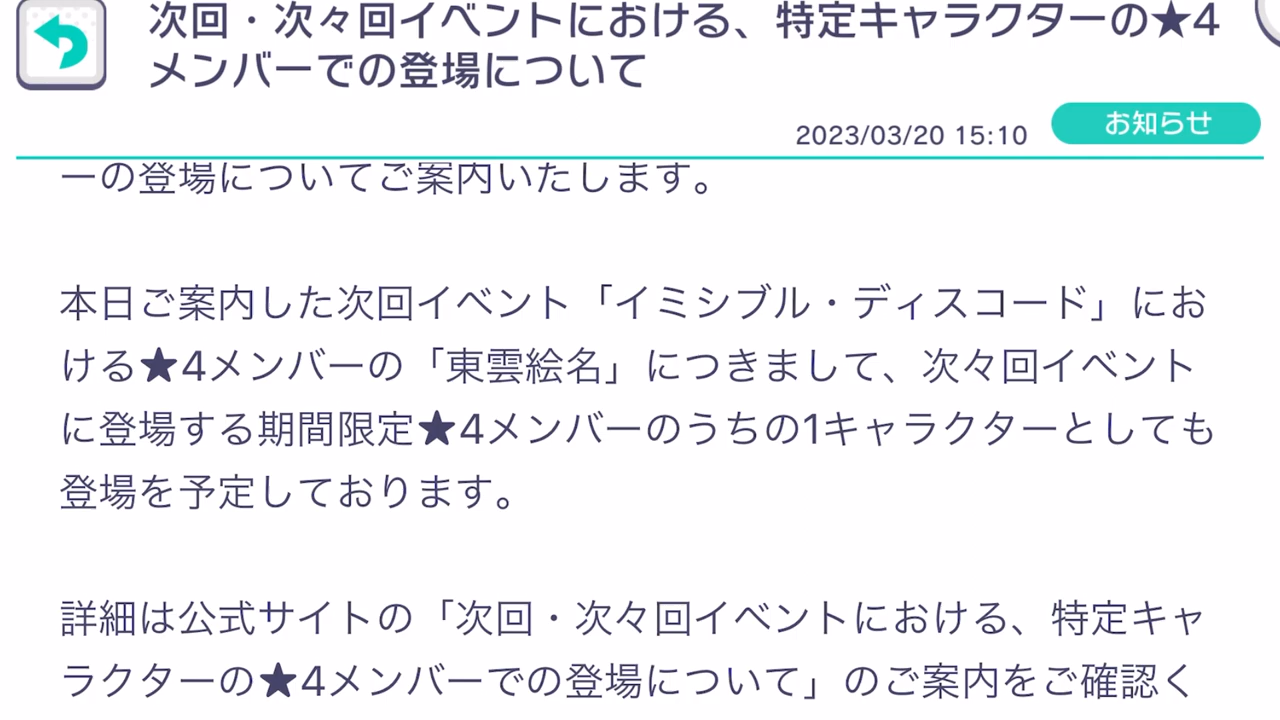 次回・次々回イベントにおける、特定キャラクターの★4
メンバーでの登場について
2023/03/20 15:10
お知らせ
ーの登場についてご案内いたします。
本日ご案内した次回イベント「イミシブル・ディスコード」にお
ける★4メンバーの「東雲絵名」につきまして、次々回イベント
に登場する期間限定★4メンバーのうちの1キャラクターとしても
登場を予定しております。
詳細は公式サイトの「次回・次々回イベントにおける、特定キャ
ラクターの★4メンバーでの登場について」のご案内をご確認く